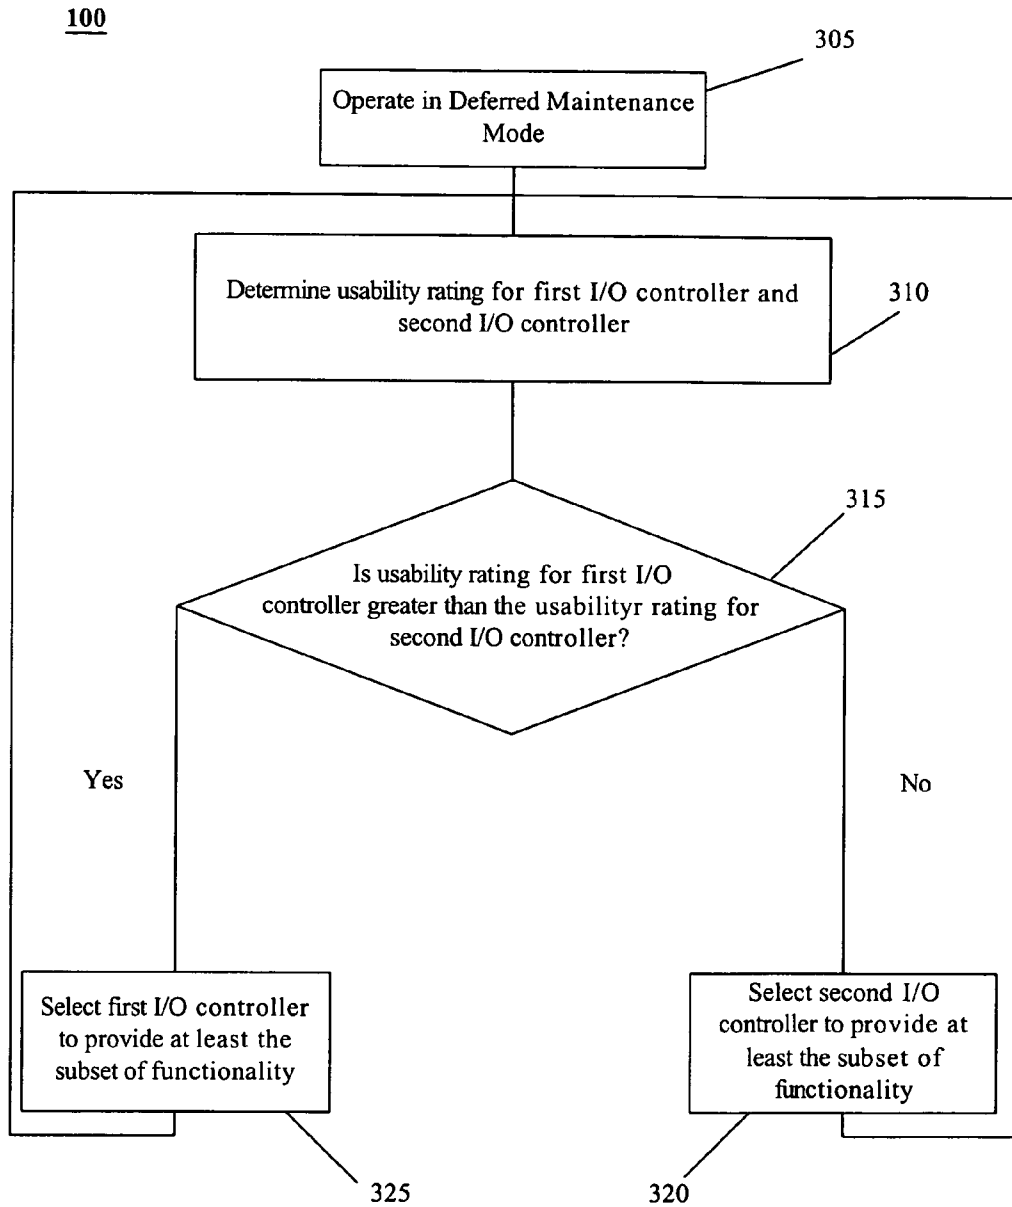 100
305
Operate in Deferred Maintenance
Mode
Determine usability rating for first I/O controller and
second I/O controller
310
315
Is usability rating for first I/O
controller greater than the usabilityr rating for
second I/O controller?
Yes
No
Select first I/O controller
to provide at least the
subset of functionality
Select second I/O
controller to provide at
least the subset of
functionality
325
320